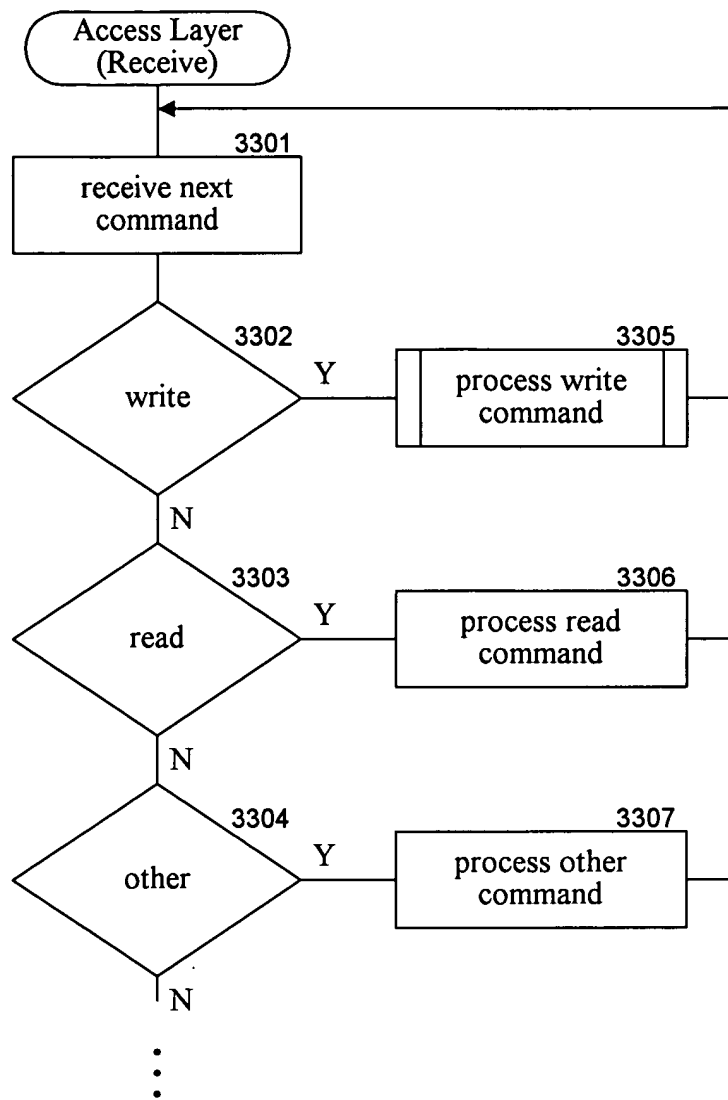 Access Layer
(Receive)
3301
receive next
command
3302
write
Y
3305
process write
command
N
3303
read
Y
3306
process read
command
N
3304
other
Y
3307
process other
command
N